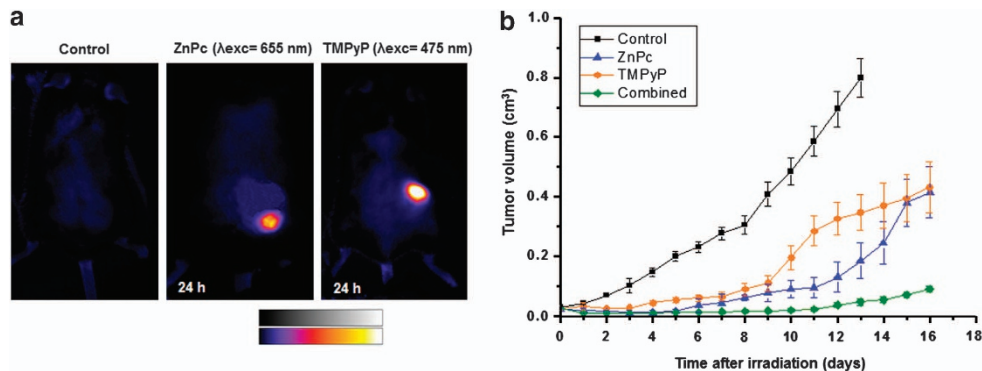 a
Control
ZnPc (λexc= 655 nm)
TMPyP (λexc= 475 nm)
24 h
24 h
b
Control
ZnPc
TMPyP
Combined
Tumor volume (cm³)
1.0
0.8
0.6
0.4
0.2
0.0
0 2 4 6 8 10 12 14 16 18
Time after irradiation (days)